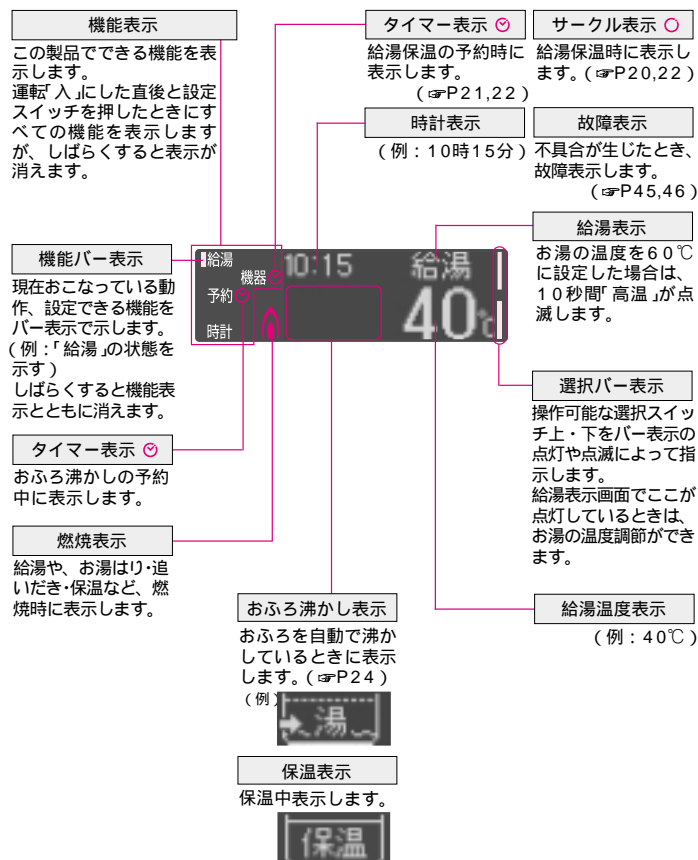 機能表示
この製品でできる機能を表
示します。
運転「入」にした直後と設定
スイッチを押したときにす
べての機能を表示します
が、しばらくすると表示が
消えます。
タイマー表示
給湯保温の予約時に
表示します。
(☞P21,22)
サークル表示
給湯保温時に表示し
ます。(☞P20,22)
時計表示
(例:10時15分)
故障表示
不具合が生じたとき、
故障表示します。
(☞P45,46)
給湯表示
お湯の温度を60℃
に設定した場合は、
10秒間「高温」が点
滅します。
機能バー表示
現在おこなっている動
作、設定できる機能を
バー表示で示します。
(例:「給湯」の状態を
示す)
しばらくすると機能表
示とともに消えます。
給湯
機器
予約
時計
10:15
給湯
40℃
選択バー表示
操作可能な選択スイッ
チ上・下をバー表示の
点灯や点滅によって指
示します。
給湯表示画面でここが
点灯しているときは、
お湯の温度調節ができ
ます。
タイマー表示
おふろ沸かしの予約
中に表示します。
燃焼表示
給湯や、お湯はり・追
いだき・保温など、燃
焼時に表示します。
おふろ沸かし表示
おふろを自動で沸か
しているときに表示
します。(☞P24)
(例)
湯
給湯温度表示
(例:40℃)
保温表示
保温中表示します。
保温